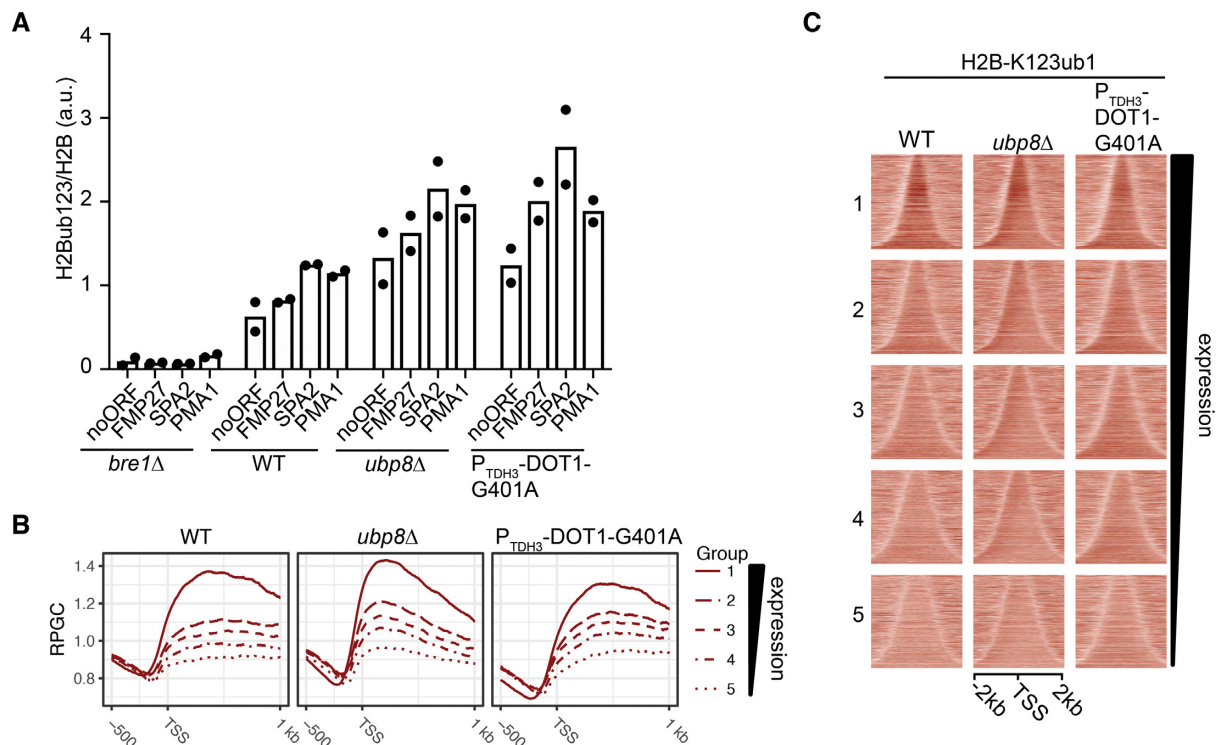 A
4
3
2
1
0
H2Bub123/H2B (a.u.)
noORF FMP27 SPA2 PMA1 noORF FMP27 SPA2 PMA1 noORF FMP27 SPA2 PMA1 noORF FMP27 SPA2 PMA1
bre1Δ WT ubp8Δ P_TDH3-DOT1-
G401A
B
WT ubp8Δ P_TDH3-DOT1-G401A
RPGC
1.4
1.2
1.0
0.8
-500 TSS 1 kb -500 TSS 1 kb -500 TSS 1 kb
Group
1
2
3
4
5
expression
C
H2B-K123ub1
WT ubp8Δ P_TDH3-
DOT1-
G401A
1
2
3
4
5
expression
-2kb TSS 2kb